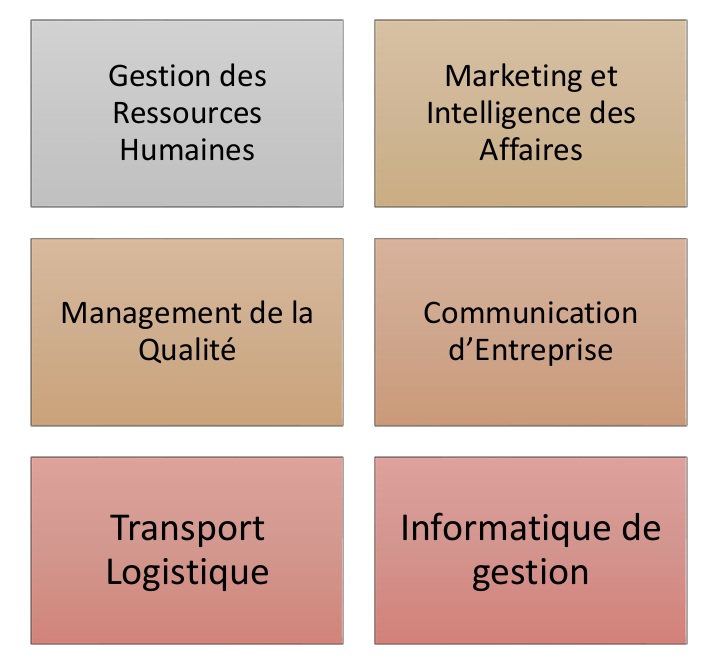 Gestion des
Ressources
Humaines
Marketing et
Intelligence des
Affaires
Management de la
Qualité
Communication
d’Entreprise
Transport
Logistique
Informatique de
gestion